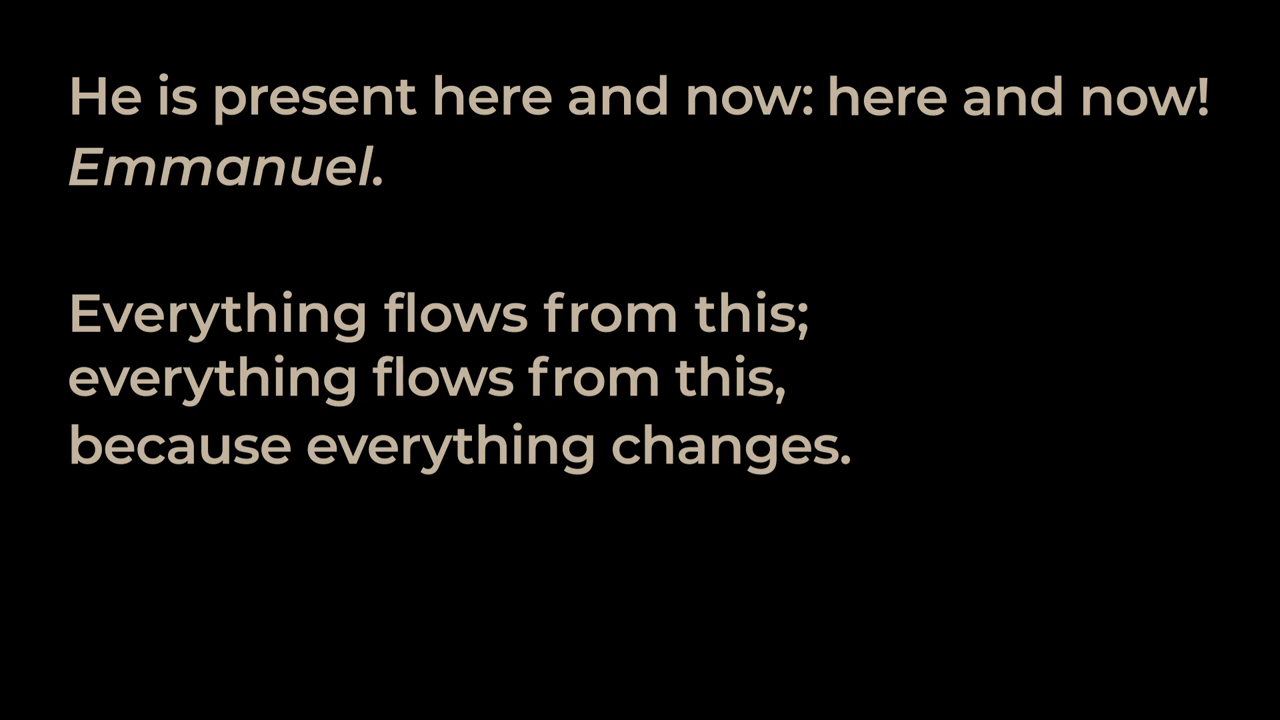 He is present here and now: here and now!
Emmanuel.
Everything flows from this;
everything flows from this,
because everything changes.